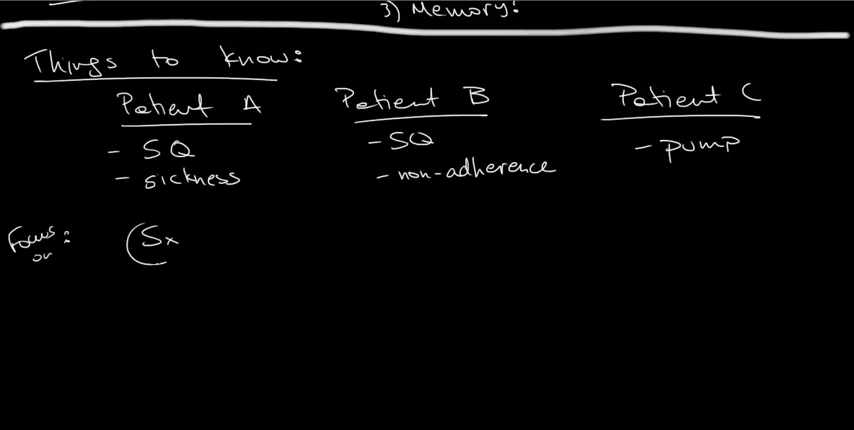 3) Memory!
Things to know:
Patient A Patient B Patient C
- SQ - SQ - pump
- sickness - non-adherence
Focus: Sx
on